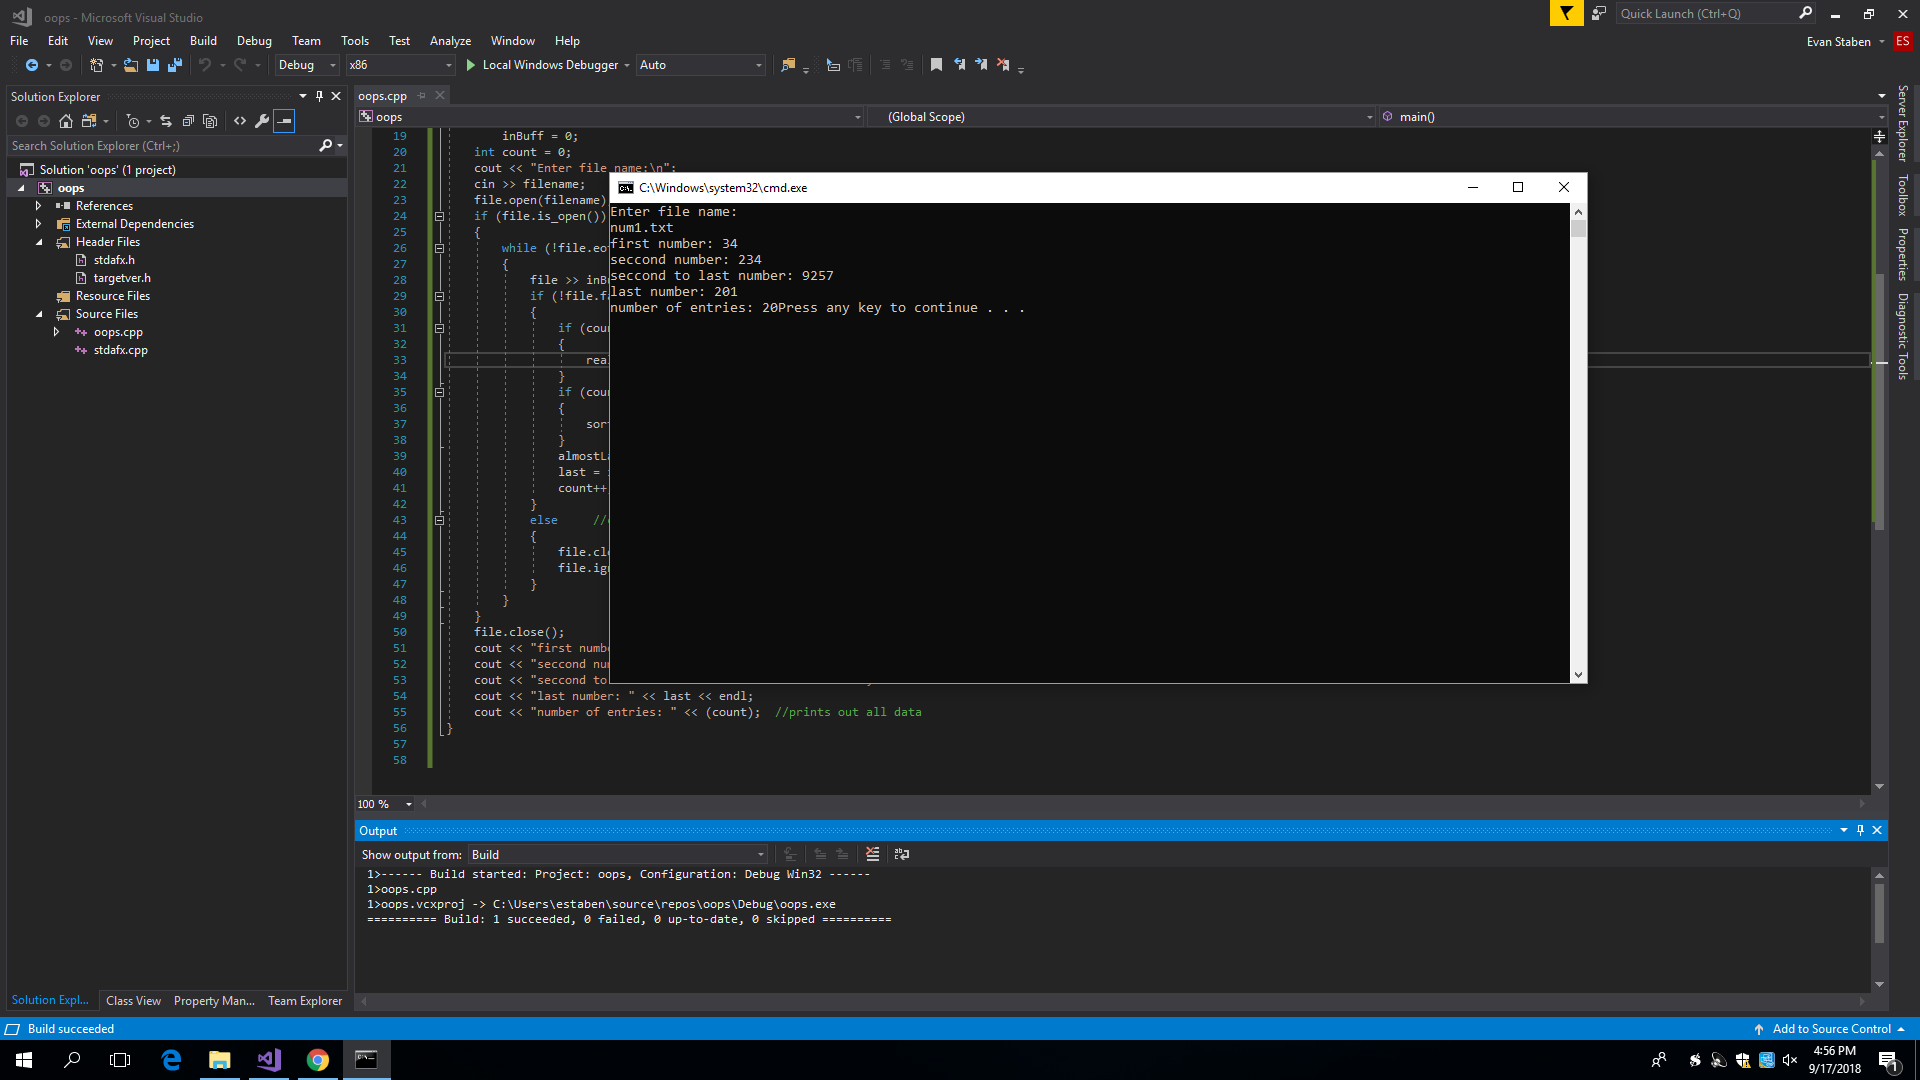 oops - Microsoft Visual Studio
Quick Launch (Ctrl+Q)
File Edit View Project Build Debug Team Tools Test Analyze Window Help
Evan Staben ES
Debug x86 Local Windows Debugger Auto
Solution Explorer
Search Solution Explorer (Ctrl+;)
Solution 'oops' (1 project)
oops
References
External Dependencies
Header Files
stdafx.h
targetver.h
Resource Files
Source Files
oops.cpp
stdafx.cpp
Solution Expl... Class View Property Man... Team Explorer
oops.cpp
oops (Global Scope) main()
19 inBuff = 0;
20 int count = 0;
21 cout << "Enter file name:\n";
22 cin >> filename;
23 file.open(filename)
24 if (file.is_open())
25 {
26 while (!file.eo
27 {
28 file >> inB
29 if (!file.fa
30 {
31 if (cou
32 {
33 rea
34 }
35 if (cou
36 {
37 sor
38 }
39 almostL
40 last =
41 count++
42 }
43 else //
44 {
45 file.cl
46 file.ig
47 }
48 }
49 }
50 file.close();
51 cout << "first numb
52 cout << "seccond nu
53 cout << "seccond to
54 cout << "last number: " << last << endl;
55 cout << "number of entries: " << (count); //prints out all data
56 }
57
58
100 %
C:\Windows\system32\cmd.exe
Enter file name:
num1.txt
first number: 34
seccond number: 234
seccond to last number: 9257
last number: 201
number of entries: 20Press any key to continue . . .
Server Explorer
Toolbox
Properties
Diagnostic Tools
Output
Show output from: Build
1>------ Build started: Project: oops, Configuration: Debug Win32 ------
1>oops.cpp
1>oops.vcxproj -> C:\Users\estaben\source\repos\oops\Debug\oops.exe
========== Build: 1 succeeded, 0 failed, 0 up-to-date, 0 skipped ==========
Build succeeded
Add to Source Control
4:56 PM
9/17/2018
1